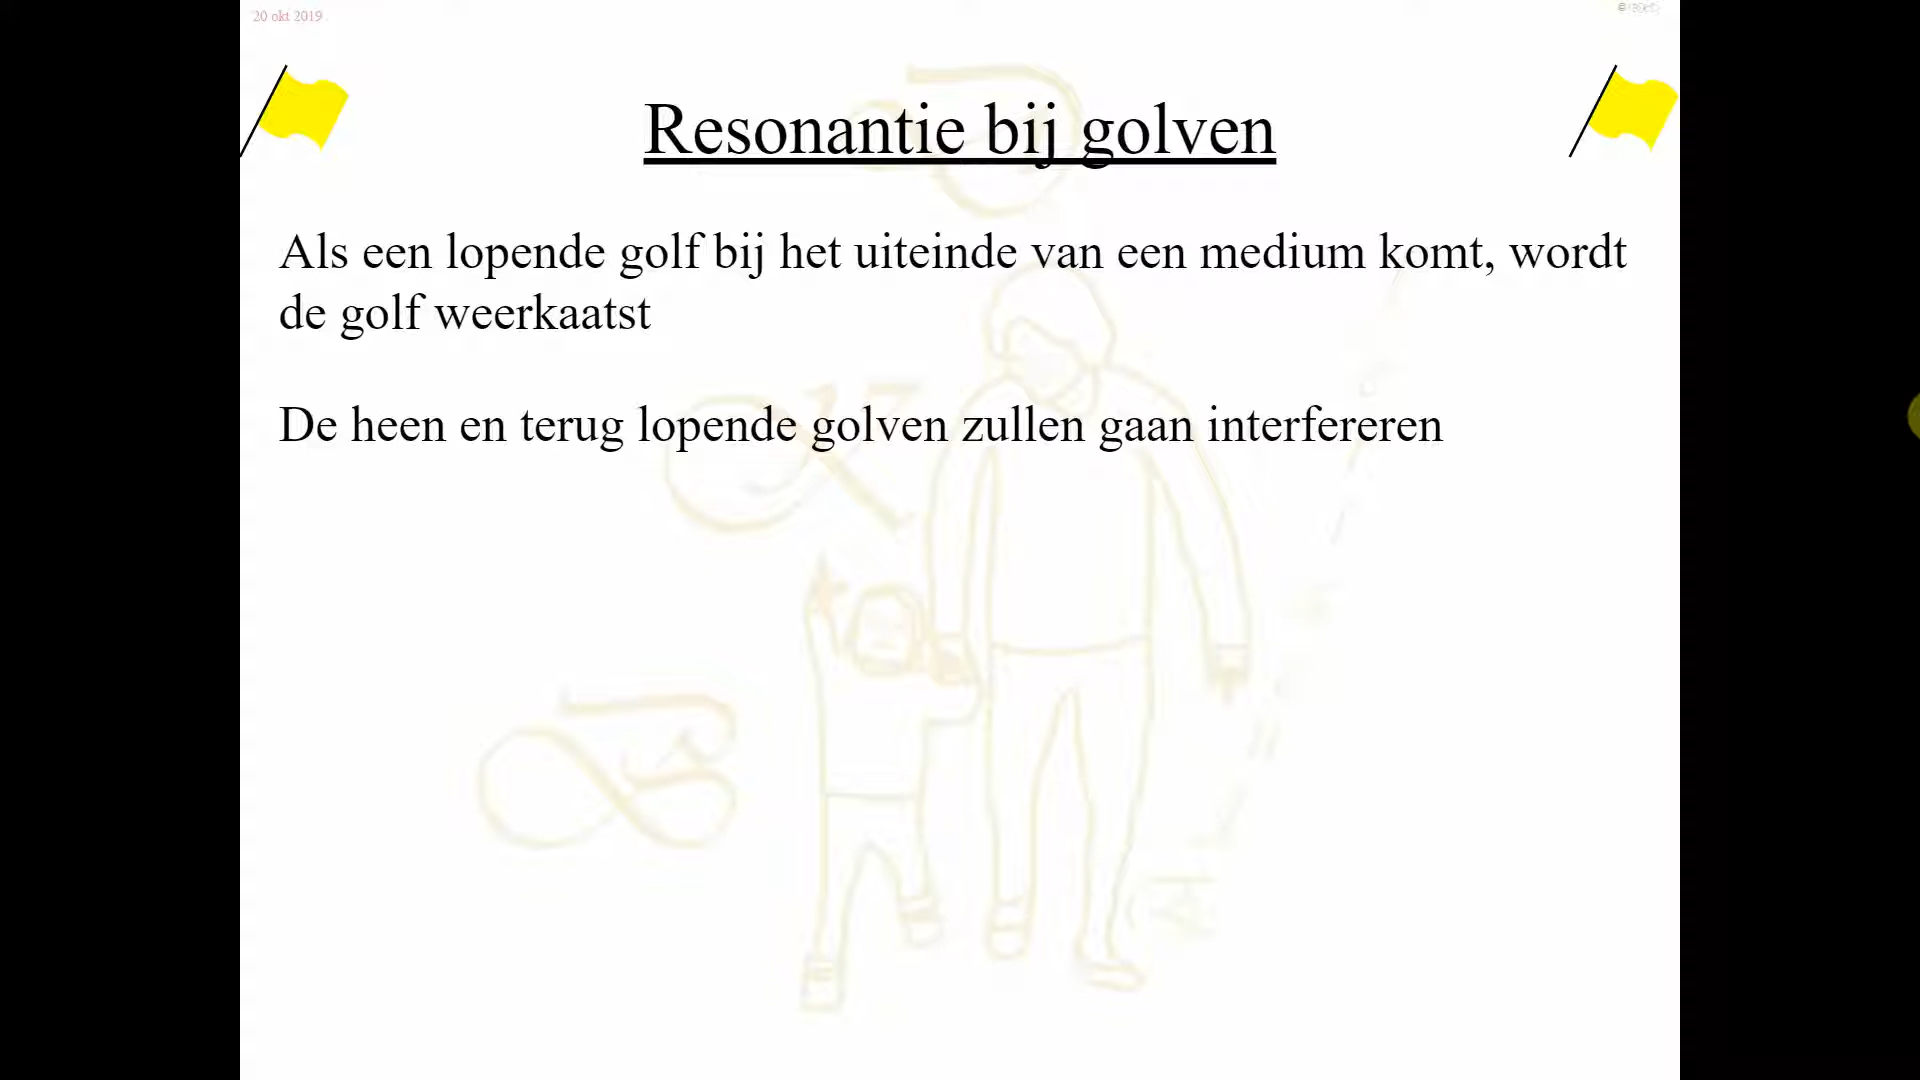 20 okt 2019
Resonantie bij golven
Als een lopende golf bij het uiteinde van een medium komt, wordt
de golf weerkaatst
De heen en terug lopende golven zullen gaan interfereren